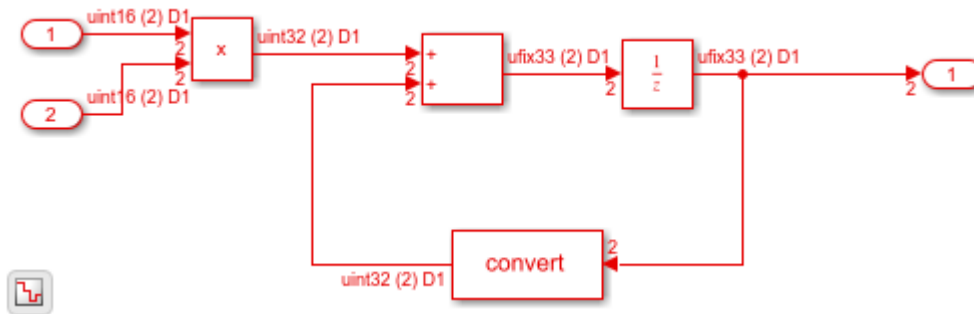 uint16 (2) D1
1
2
x
uint32 (2) D1
2
+
2
ufix33 (2) D1
2
1
z
ufix33 (2) D1
2
1
2
uint16 (2) D1
2
+
2
2
convert
uint32 (2) D1